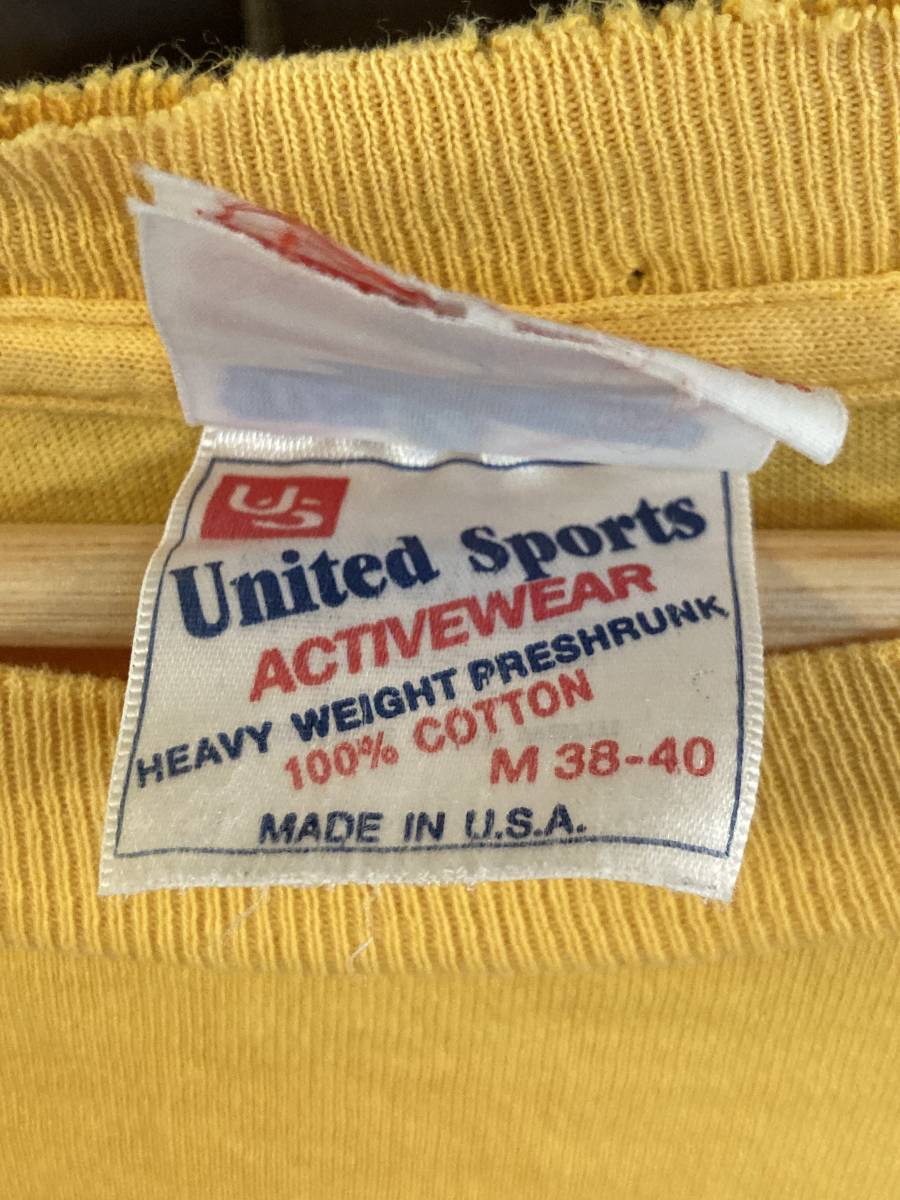 US
United Sports
ACTIVEWEAR
HEAVY WEIGHT PRESHRUNK
100% COTTON
M 38-40
MADE IN U.S.A.